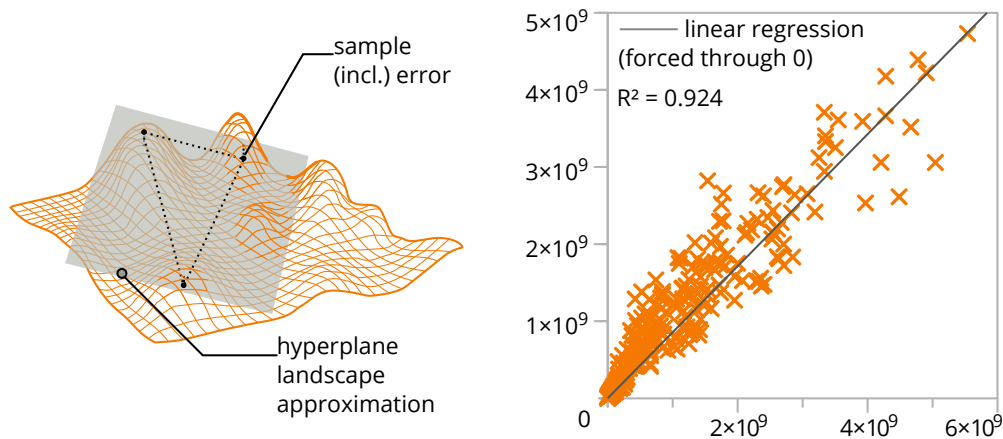 sample
(incl.) error
hyperplane
landscape
approximation
5×10⁹
linear regression
(forced through 0)
4×10⁹
R² = 0.924
3×10⁹
2×10⁹
1×10⁹
0
2×10⁹
4×10⁹
6×10⁹